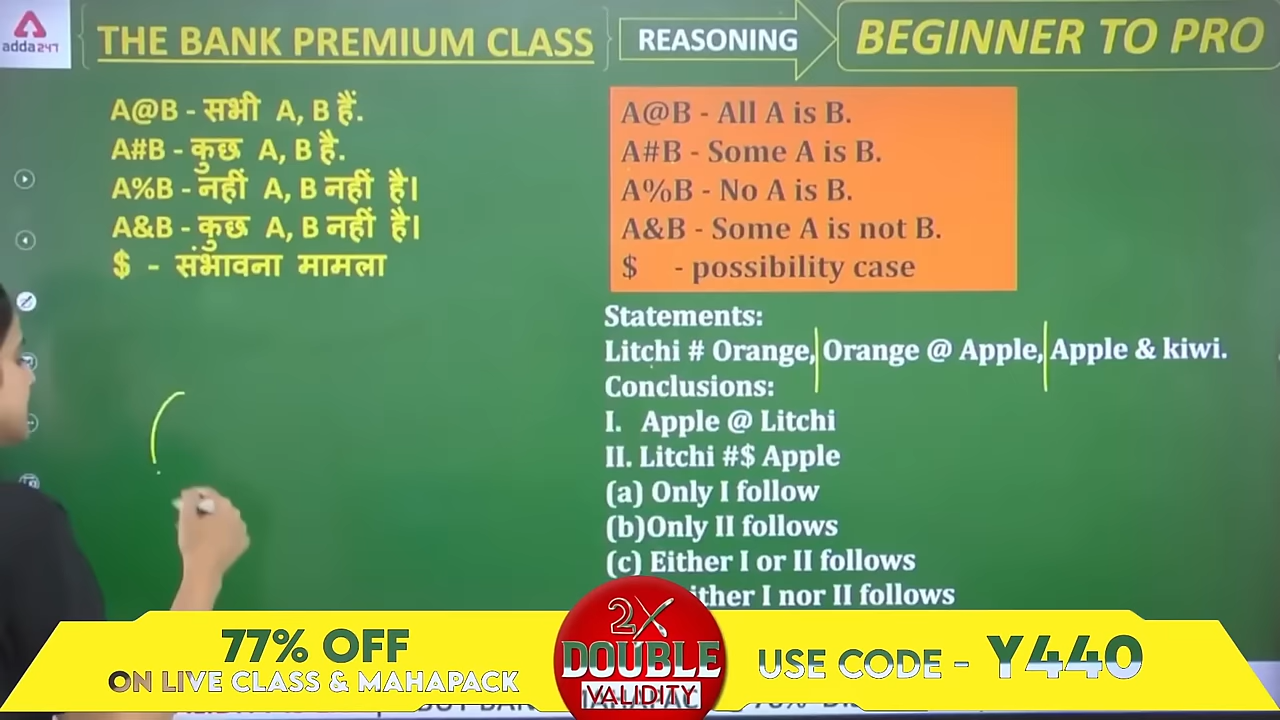 adda247
THE BANK PREMIUM CLASS
REASONING
BEGINNER TO PRO
A@B - सभी A, B हैं.
A#B - कुछ A, B है.
A%B - नहीं A, B नहीं है।
A&B - कुछ A, B नहीं है।
$ - संभावना मामला
A@B - All A is B.
A#B - Some A is B.
A%B - No A is B.
A&B - Some A is not B.
$ - possibility case
Statements:
Litchi # Orange, Orange @ Apple, Apple & kiwi.
Conclusions:
I. Apple @ Litchi
II. Litchi #$ Apple
(a) Only I follow
(b)Only II follows
(c) Either I or II follows
ither I nor II follows
77% OFF
ON LIVE CLASS & MAHAPACK
2X
DOUBLE
VALIDITY
USE CODE - Y440